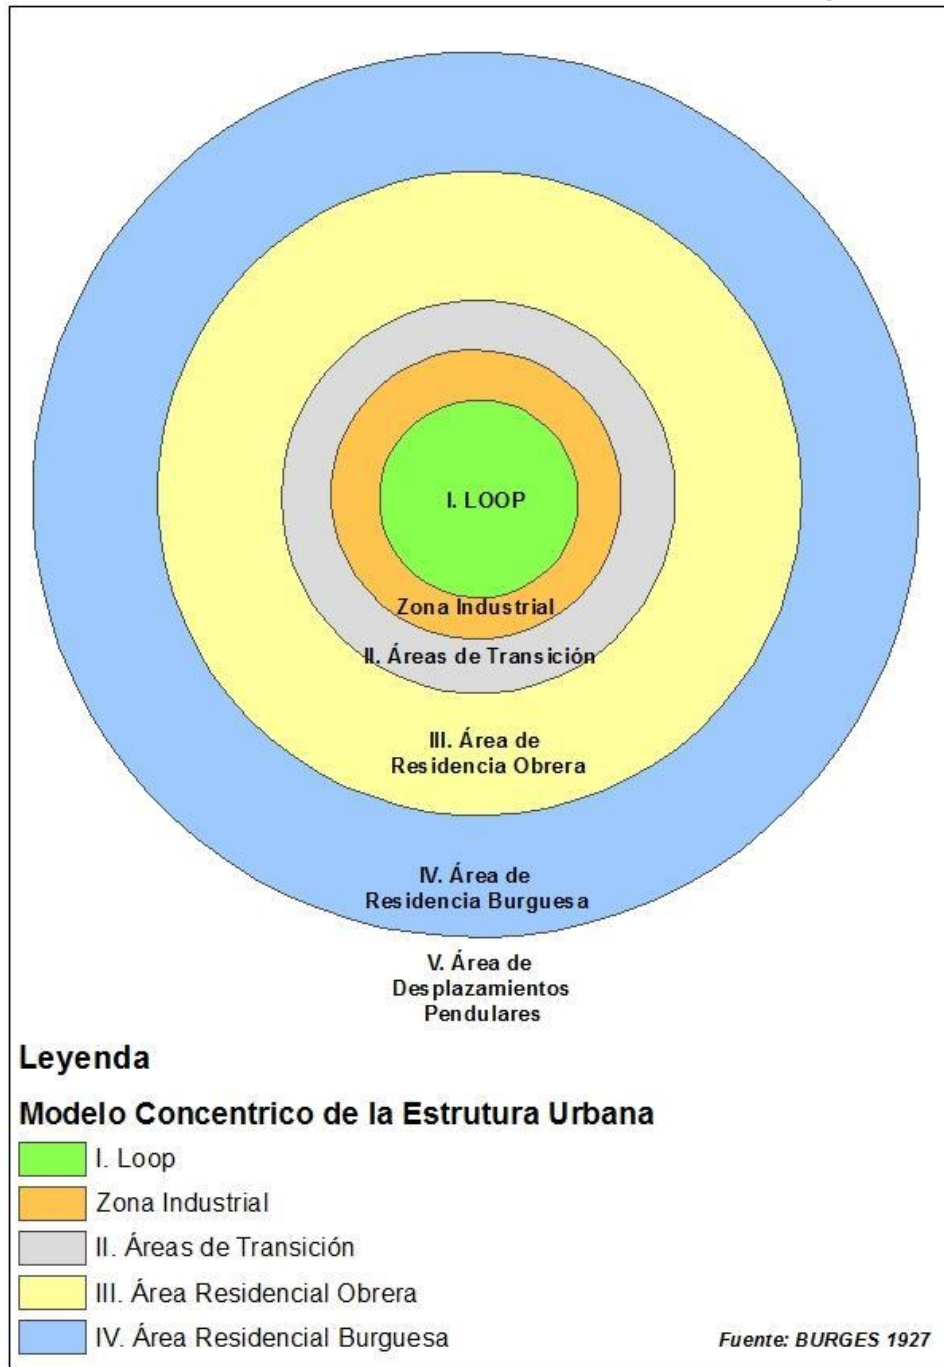 I. LOOP
Zona Industrial
II. Áreas de Transición
III. Área de
Residencia Obrera
IV. Área de
Residencia Burguesa
V. Área de
Desplazamientos
Pendulares
Leyenda
Modelo Concentrico de la Estrutura Urbana
I. Loop
Zona Industrial
II. Áreas de Transición
III. Área Residencial Obrera
IV. Área Residencial Burguesa
Fuente: BURGES 1927